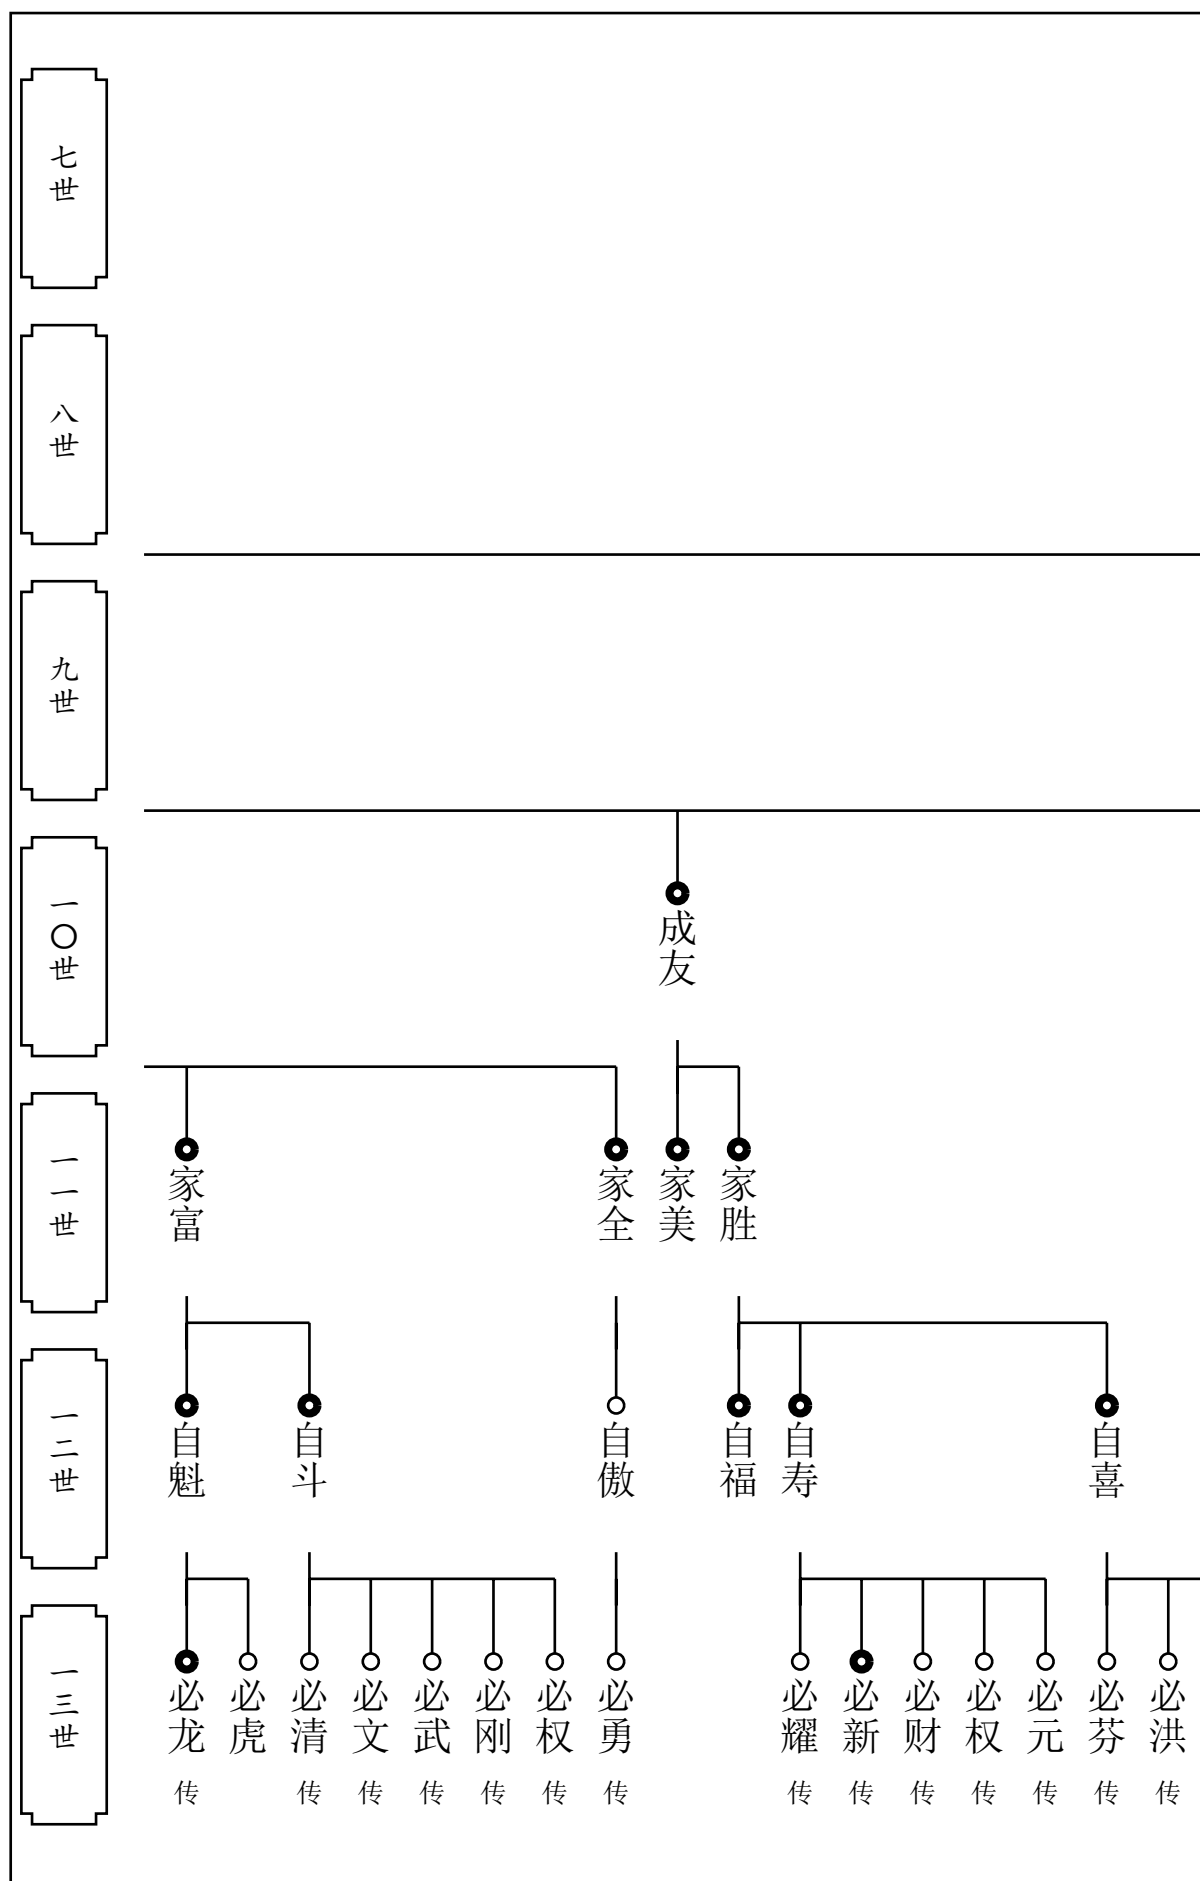 七世
八世
九世
一〇世
成友
一一世
家富
家全
家美
家胜
一二世
自魁
自斗
自傲
自福
自寿
自喜
一三世
必龙 传
必虎
必清 传
必文 传
必武 传
必刚 传
必权 传
必勇 传
必耀 传
必新 传
必财 传
必权 传
必元 传
必芬 传
必洪 传